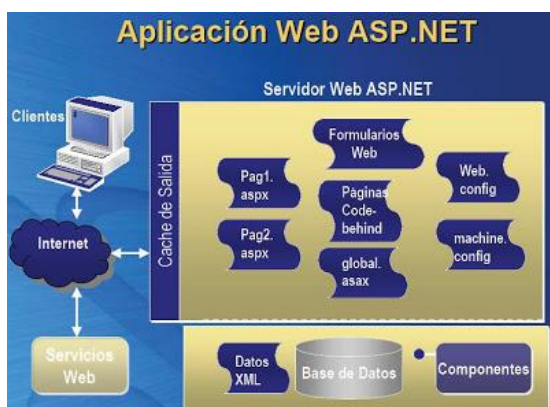 Aplicación Web ASP.NET
Servidor Web ASP.NET
Clientes
Internet
Servicios
Web
Cache de Salida
Formularios
Web
Pag1.
aspx
Páginas
Code-
behind
Web.
config
Pag2.
aspx
global.
asax
machine.
config
Datos
XML
Base de Datos
Componentes